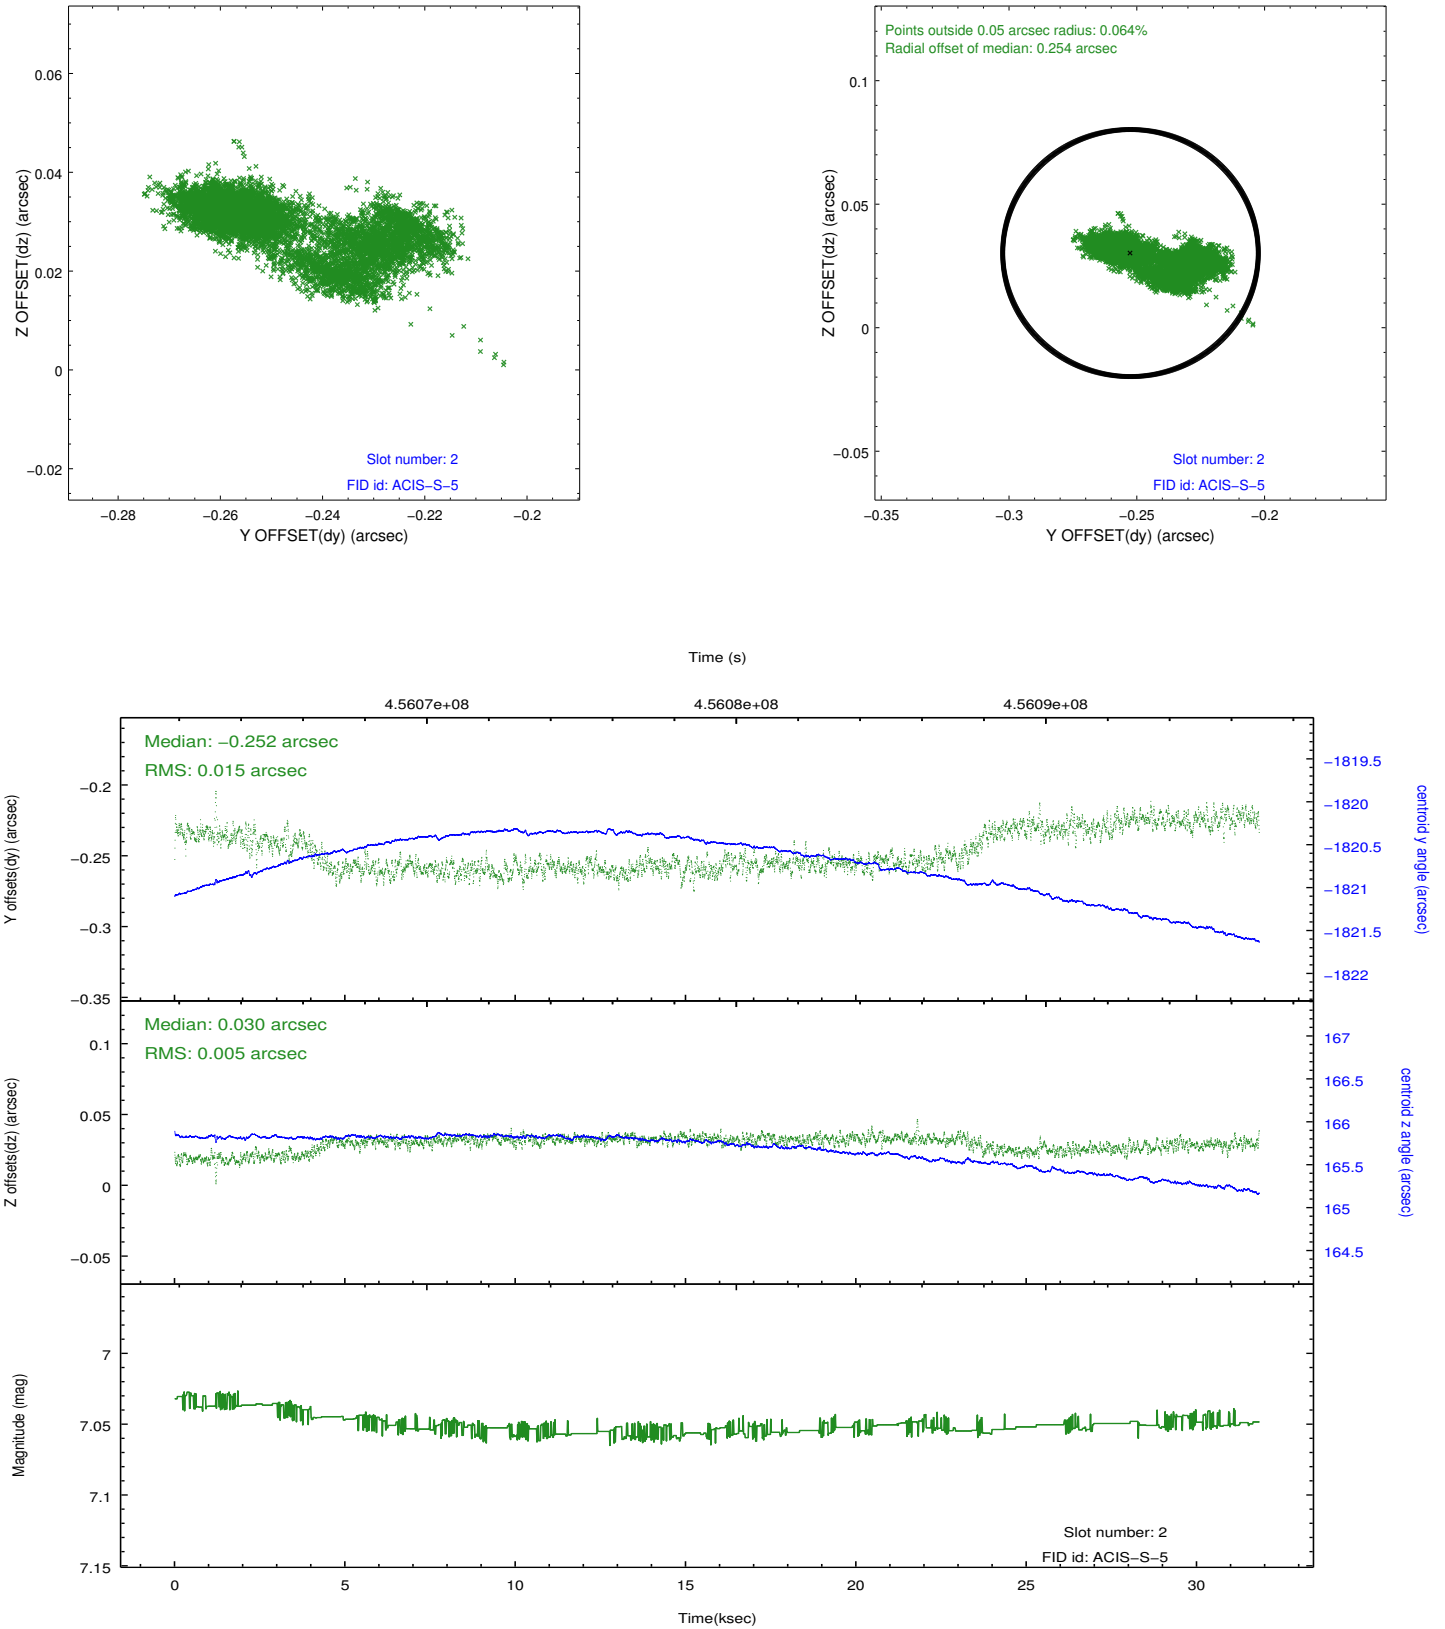 0.06
0.04
0.02
0
−0.02
Z OFFSET(dz) (arcsec)
Slot number: 2
FID id: ACIS−S−5
−0.28 −0.26 −0.24 −0.22 −0.2
Y OFFSET(dy) (arcsec)
Points outside 0.05 arcsec radius: 0.064%
Radial offset of median: 0.254 arcsec
0.1
0.05
0
−0.05
Z OFFSET(dz) (arcsec)
Slot number: 2
FID id: ACIS−S−5
−0.35 −0.3 −0.25 −0.2
Y OFFSET(dy) (arcsec)
Time (s)
4.5607e+08 4.5608e+08 4.5609e+08
Median: −0.252 arcsec
RMS: 0.015 arcsec
−0.2
−0.25
−0.3
−0.35
Y offsets(dy) (arcsec)
−1819.5
−1820
−1820.5
−1821
−1821.5
−1822
centroid y angle (arcsec)
Median: 0.030 arcsec
RMS: 0.005 arcsec
0.1
0.05
0
−0.05
Z offsets(dz) (arcsec)
167
166.5
166
165.5
165
164.5
centroid z angle (arcsec)
7
7.05
7.1
7.15
Magnitude (mag)
Slot number: 2
FID id: ACIS−S−5
0 5 10 15 20 25 30
Time(ksec)